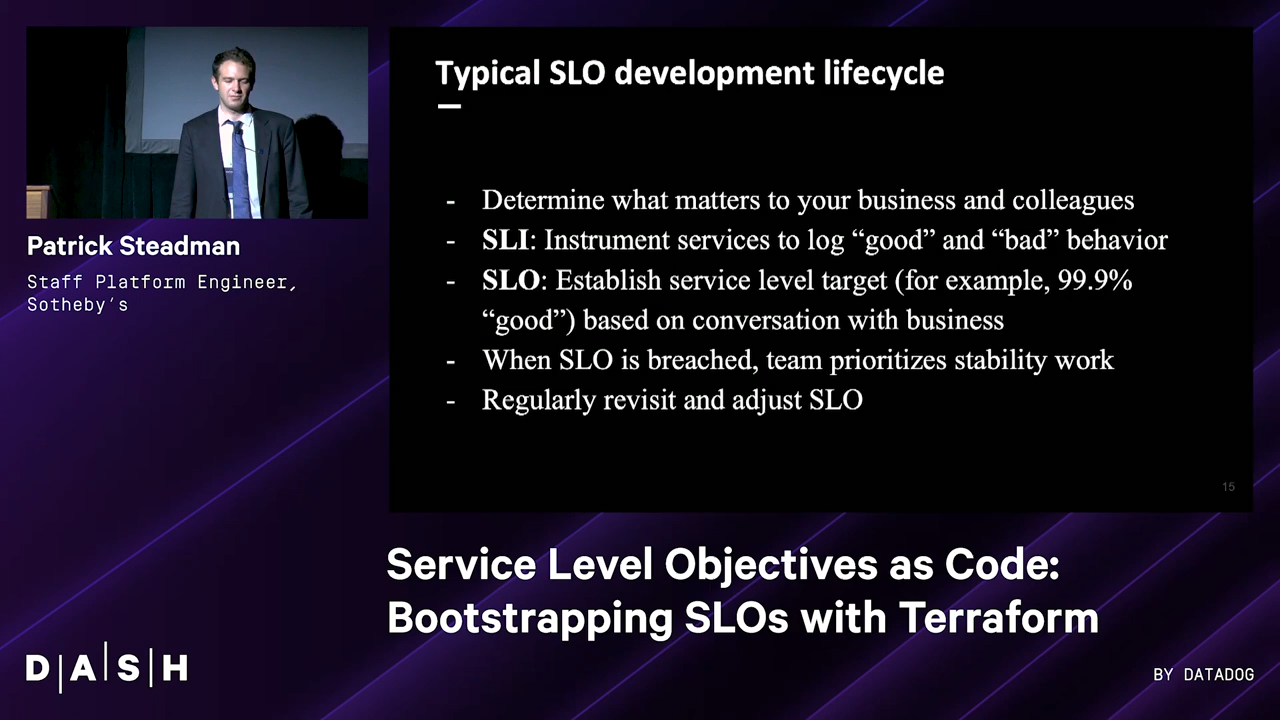 Typical SLO development lifecycle
- Determine what matters to your business and colleagues
- SLI: Instrument services to log “good” and “bad” behavior
- SLO: Establish service level target (for example, 99.9%
“good”) based on conversation with business
- When SLO is breached, team prioritizes stability work
- Regularly revisit and adjust SLO
15
Patrick Steadman
Staff Platform Engineer,
Sotheby’s
Service Level Objectives as Code:
Bootstrapping SLOs with Terraform
D|A|S|H
BY DATADOG